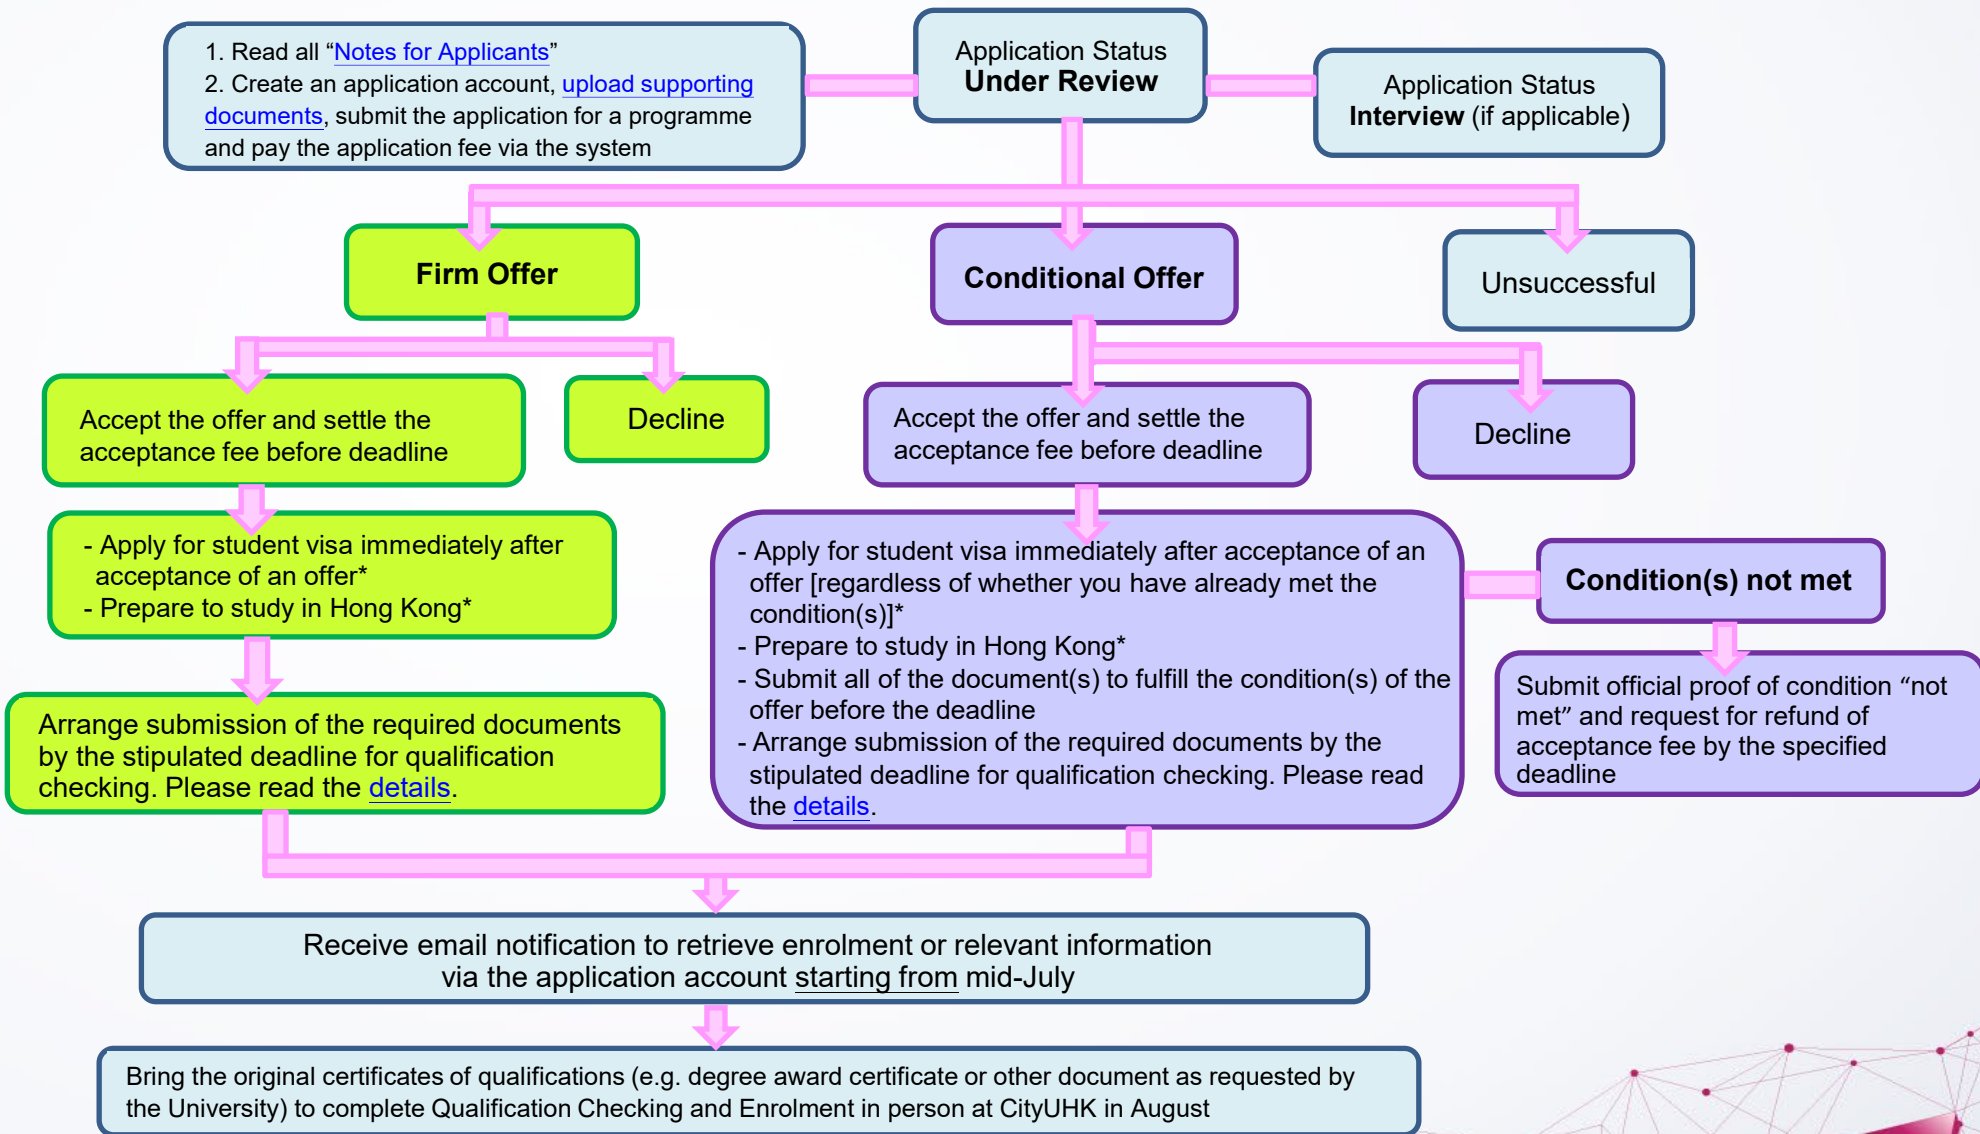 1. Read all “Notes for Applicants”
2. Create an application account, upload supporting
documents, submit the application for a programme
and pay the application fee via the system
Application Status
Under Review
Application Status
Interview (if applicable)
Firm Offer
Conditional Offer
Unsuccessful
Accept the offer and settle the
acceptance fee before deadline
Decline
Accept the offer and settle the
acceptance fee before deadline
Decline
- Apply for student visa immediately after
acceptance of an offer*
- Prepare to study in Hong Kong*
- Apply for student visa immediately after acceptance of an
offer [regardless of whether you have already met the
condition(s)]*
- Prepare to study in Hong Kong*
- Submit all of the document(s) to fulfill the condition(s) of the
offer before the deadline
- Arrange submission of the required documents by the
stipulated deadline for qualification checking. Please read
the details.
Condition(s) not met
Submit official proof of condition “not
met” and request for refund of
acceptance fee by the specified
deadline
Arrange submission of the required documents
by the stipulated deadline for qualification
checking. Please read the details.
Receive email notification to retrieve enrolment or relevant information
via the application account starting from mid-July
Bring the original certificates of qualifications (e.g. degree award certificate or other document as requested by
the University) to complete Qualification Checking and Enrolment in person at CityUHK in August